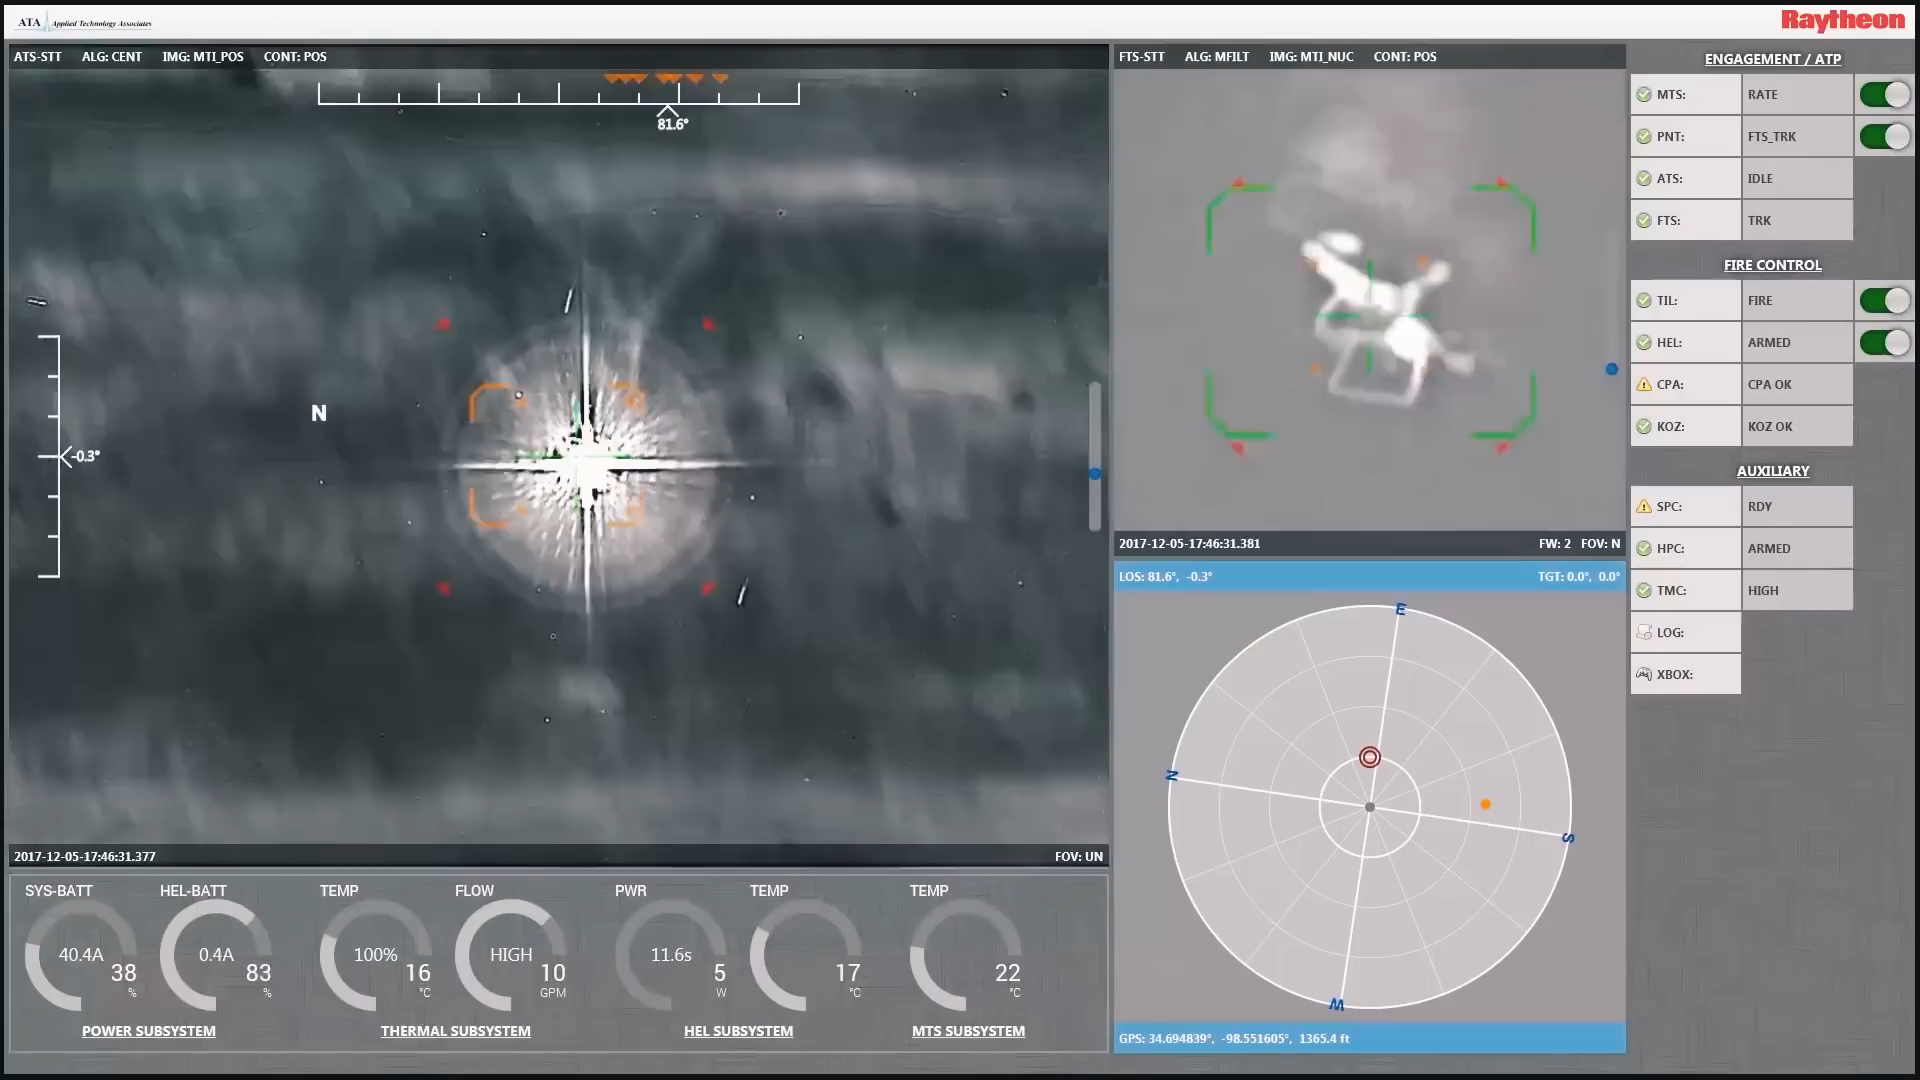 ATA Applied Technology Associates
Raytheon
ATS-STT ALG: CENT IMG: MTI_POS CONT: POS
81.6°
N
-0.3°
2017-12-05-17:46:31.377 FOV: UN
FTS-STT ALG: MFILT IMG: MTI_NUC CONT: POS
2017-12-05-17:46:31.381 FW: 2 FOV: N
LOS: 81.6°, -0.3° TGT: 0.0°, 0.0°
E
N
S
W
GPS: 34.694839°, -98.551605°, 1365.4 ft
ENGAGEMENT / ATP
MTS: RATE
PNT: FTS_TRK
ATS: IDLE
FTS: TRK
FIRE CONTROL
TIL: FIRE
HEL: ARMED
CPA: CPA OK
KOZ: KOZ OK
AUXILIARY
SPC: RDY
HPC: ARMED
TMC: HIGH
LOG:
XBOX:
SYS-BATT HEL-BATT TEMP FLOW PWR TEMP TEMP
40.4A 0.4A 100% HIGH 11.6s
38 83 16 10 5 17 22
% % °C GPM W °C °C
POWER SUBSYSTEM THERMAL SUBSYSTEM HEL SUBSYSTEM MTS SUBSYSTEM